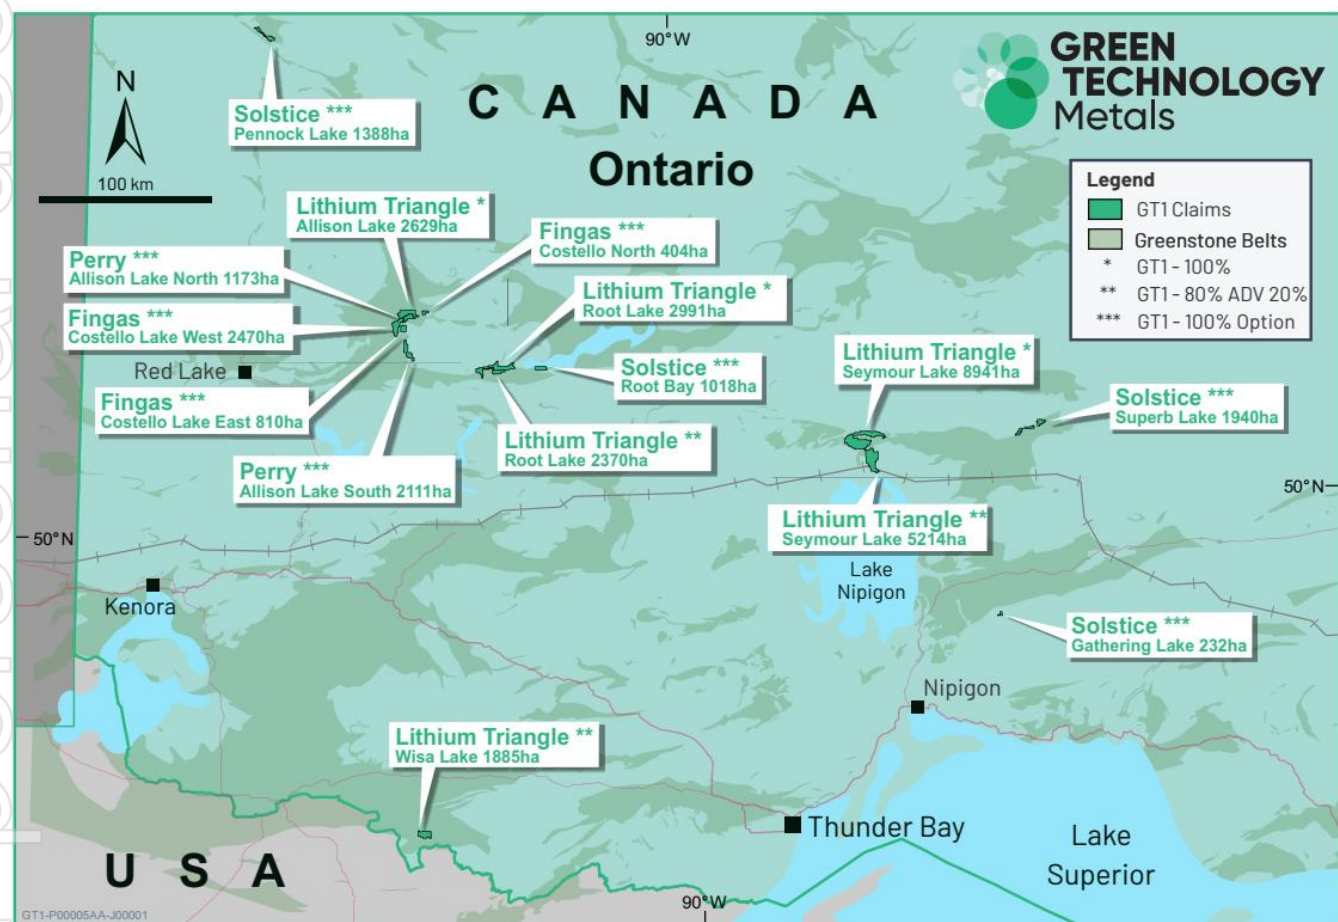 90°W
GREEN
TECHNOLOGY
Metals
N
100 km
CANADA
Ontario
Solstice ***
Pennock Lake 1388ha
Legend
GT1 Claims
Greenstone Belts
* GT1 - 100%
** GT1 - 80% ADV 20%
*** GT1 - 100% Option
Lithium Triangle *
Allison Lake 2629ha
Fingas ***
Costello North 404ha
Perry ***
Allison Lake North 1173ha
Lithium Triangle *
Root Lake 2991ha
Fingas ***
Costello Lake West 2470ha
Red Lake
Solstice ***
Root Bay 1018ha
Lithium Triangle *
Seymour Lake 8941ha
Solstice ***
Superb Lake 1940ha
Fingas ***
Costello Lake East 810ha
Lithium Triangle **
Root Lake 2370ha
Perry ***
Allison Lake South 2111ha
50°N
Lithium Triangle **
Seymour Lake 5214ha
50°N
Lake
Nipigon
Kenora
Solstice ***
Gathering Lake 232ha
Nipigon
Lithium Triangle **
Wisa Lake 1885ha
Thunder Bay
Lake
Superior
USA
90°W
GT1-P00005AA-J00001